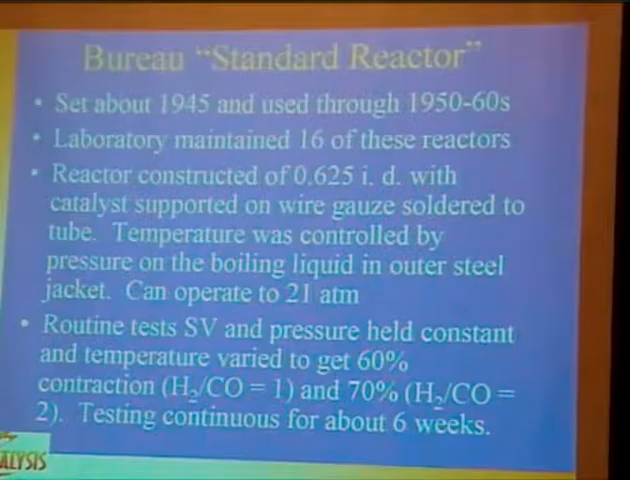 Bureau “Standard Reactor”
• Set about 1945 and used through 1950-60s
• Laboratory maintained 16 of these reactors
• Reactor constructed of 0.625 i. d. with
catalyst supported on wire gauze soldered to
tube. Temperature was controlled by
pressure on the boiling liquid in outer steel
jacket. Can operate to 21 atm
• Routine tests SV and pressure held constant
and temperature varied to get 60%
contraction (H₂/CO = 1) and 70% (H₂/CO =
2). Testing continuous for about 6 weeks.
ALYSIS